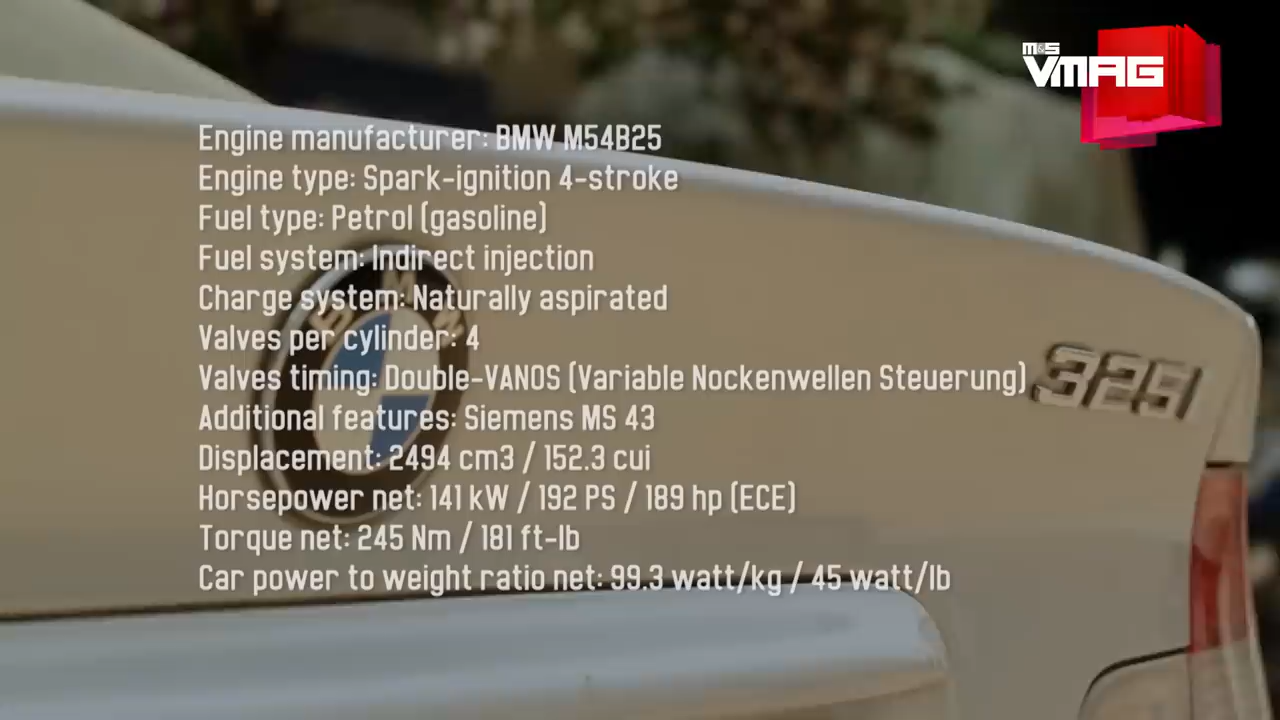 M&S
VMAG
Engine manufacturer: BMW M54B25
Engine type: Spark-ignition 4-stroke
Fuel type: Petrol (gasoline)
Fuel system: Indirect injection
Charge system: Naturally aspirated
Valves per cylinder: 4
Valves timing: Double-VANOS (Variable Nockenwellen Steuerung)
325i
Additional features: Siemens MS 43
Displacement: 2494 cm3 / 152.3 cui
Horsepower net: 141 kW / 192 PS / 189 hp (ECE)
Torque net: 245 Nm / 181 ft-lb
Car power to weight ratio net: 99.3 watt/kg / 45 watt/lb
BMW